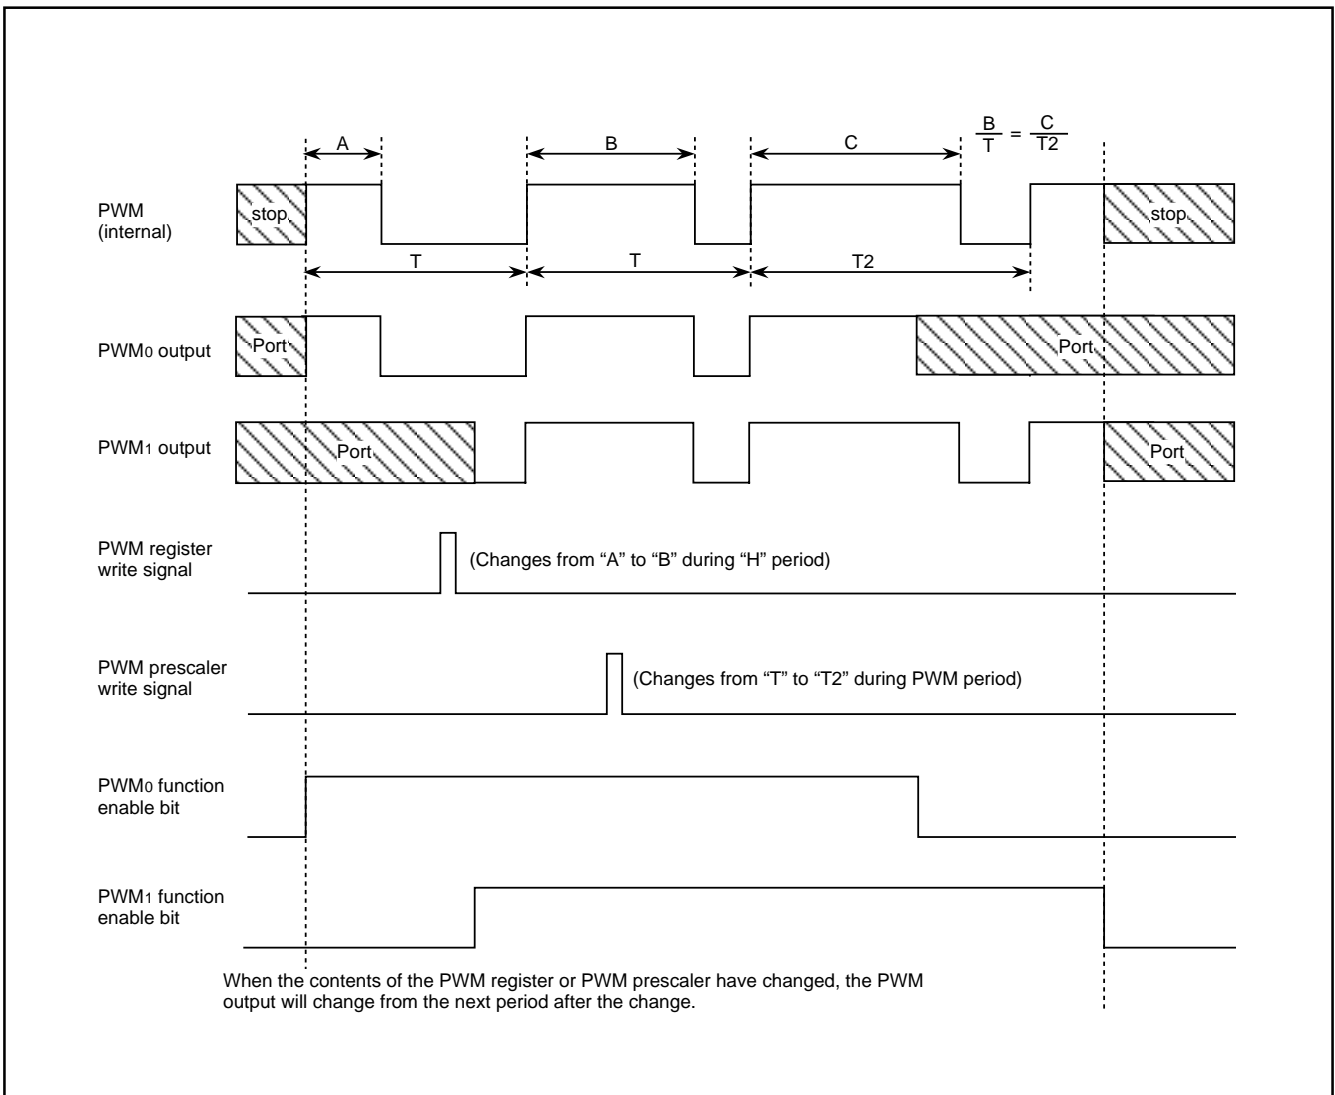 A
B
C
B
T
=
C
T2
PWM
(internal)
stop
stop
T
T
T2
PWM0 output
Port
Port
PWM1 output
Port
Port
PWM register
write signal
(Changes from “A” to “B” during “H” period)
PWM prescaler
write signal
(Changes from “T” to “T2” during PWM period)
PWM0 function
enable bit
PWM1 function
enable bit
When the contents of the PWM register or PWM prescaler have changed, the PWM
output will change from the next period after the change.